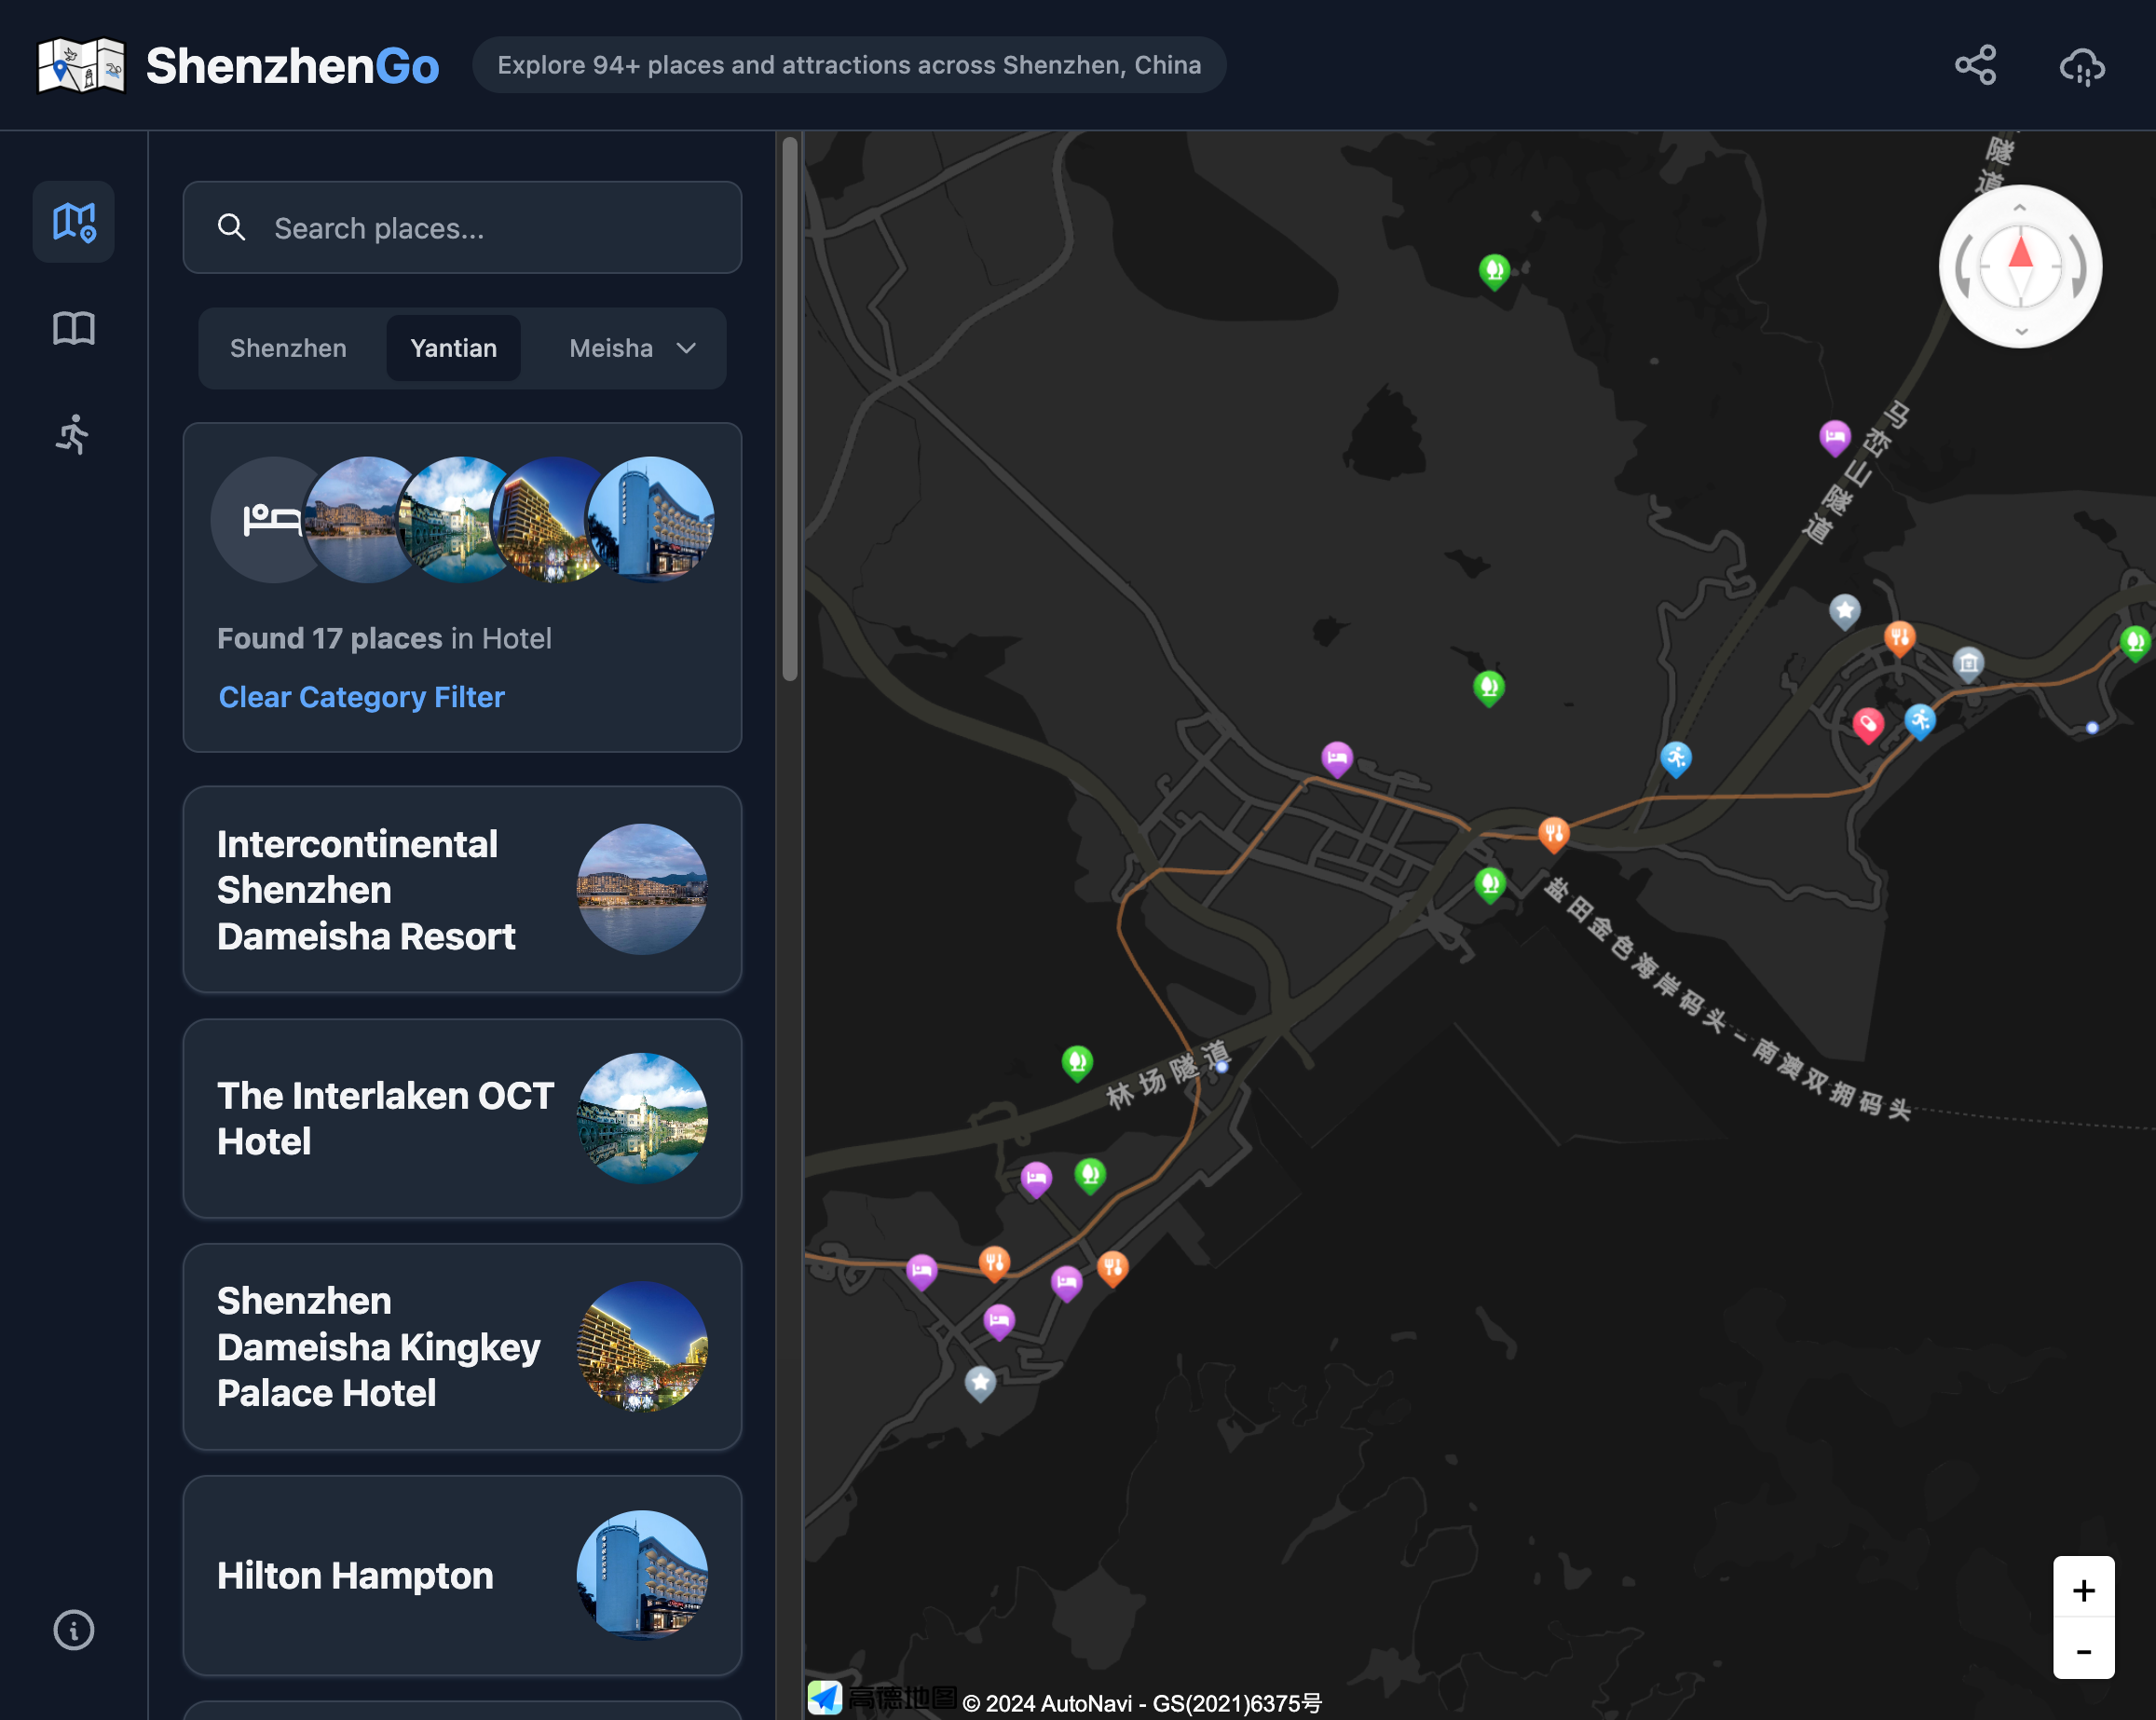 ShenzhenGo
Explore 94+ places and attractions across Shenzhen, China
Search places...
Shenzhen
Yantian
Meisha
Found 17 places in Hotel
Clear Category Filter
Intercontinental
Shenzhen
Dameisha Resort
The Interlaken OCT
Hotel
Shenzhen
Dameisha Kingkey
Palace Hotel
Hilton Hampton
隧道
马峦山隧道
盐田金色海岸码头 – 南澳双拥码头
林场隧道
+
-
高德地图
© 2024 AutoNavi - GS(2021)6375号